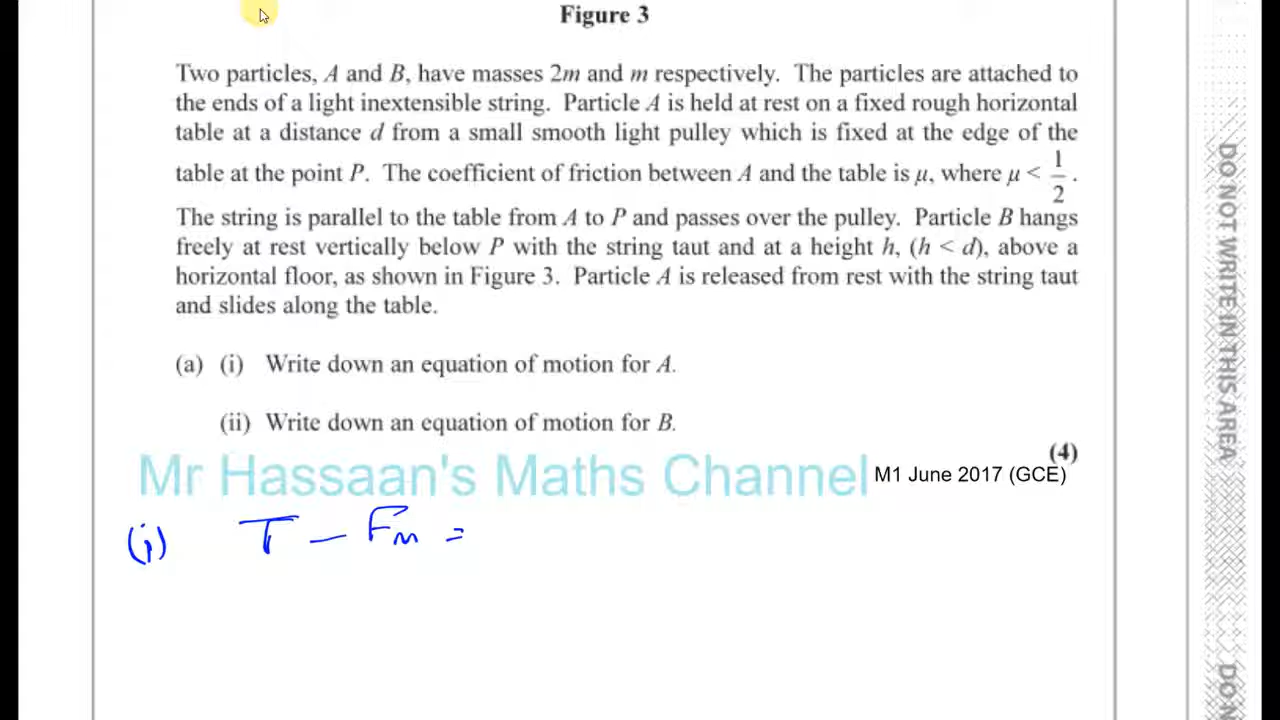 Figure 3
Two particles, A and B, have masses 2m and m respectively. The particles are attached to
the ends of a light inextensible string. Particle A is held at rest on a fixed rough horizontal
table at a distance d from a small smooth light pulley which is fixed at the edge of the
table at the point P. The coefficient of friction between A and the table is μ, where μ < 1/2.
The string is parallel to the table from A to P and passes over the pulley. Particle B hangs
freely at rest vertically below P with the string taut and at a height h, (h < d), above a
horizontal floor, as shown in Figure 3. Particle A is released from rest with the string taut
and slides along the table.
(a) (i) Write down an equation of motion for A.
(ii) Write down an equation of motion for B.
(4)
Mr Hassaan's Maths Channel
M1 June 2017 (GCE)
(i) T - Fm =
DO NOT WRITE IN THIS AREA
DO N